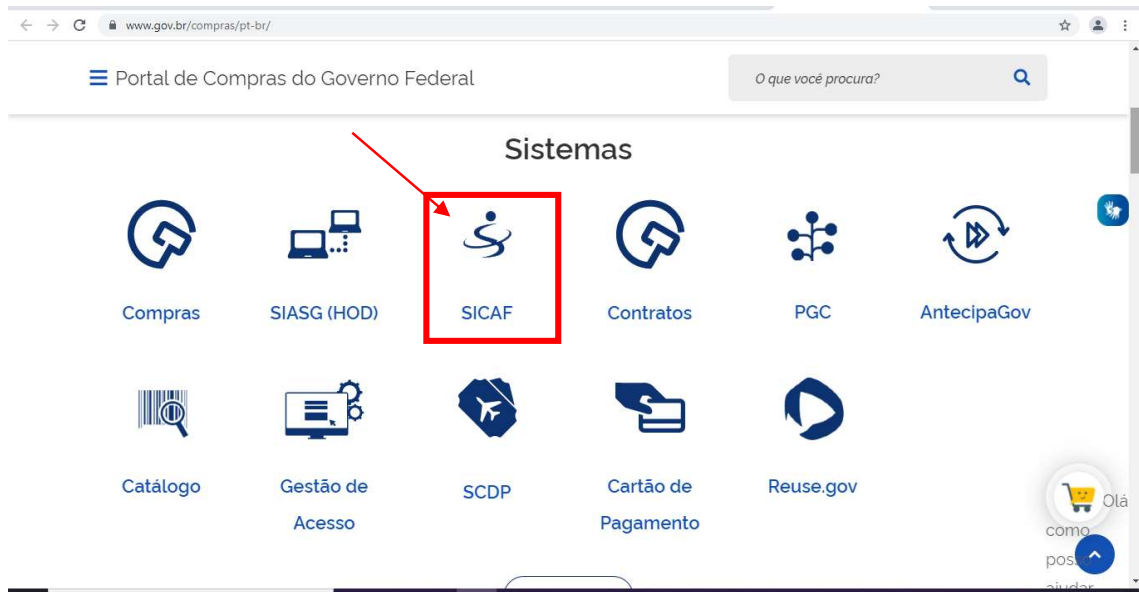 www.gov.br/compras/pt-br/
Portal de Compras do Governo Federal
O que você procura?
Sistemas
Compras
SIASG (HOD)
SICAF
Contratos
PGC
AntecipaGov
Catálogo
Gestão de
Acesso
SCDP
Cartão de
Pagamento
Reuse.gov
Olá
como